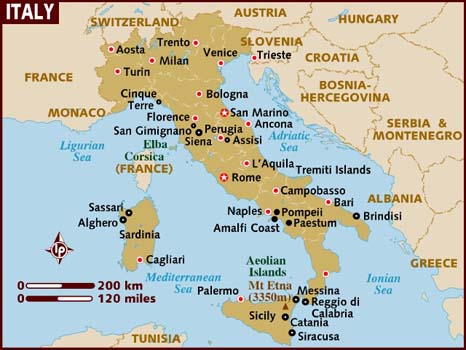 ITALY
SWITZERLAND
AUSTRIA
HUNGARY
SLOVENIA
CROATIA
BOSNIA-
HERCEGOVINA
SERBIA &
MONTENEGRO
FRANCE
MONACO
ALBANIA
GREECE
TUNISIA
Trento
Aosta
Milan
Venice
Trieste
Turin
Bologna
Cinque
Terre
San Marino
Florence
Ancona
San Gimignano
Perugia
Siena
Assisi
Adriatic
Sea
Ligurian
Sea
Elba
Corsica
(FRANCE)
L'Aquila
Tremiti Islands
Rome
Campobasso
Bari
Naples
Pompeii
Brindisi
Amalfi Coast
Paestum
Sassari
Alghero
Sardinia
Cagliari
Mediterranean
Sea
Aeolian
Islands
Mt Etna
(3350m)
Ionian
Sea
Palermo
Messina
Reggio di
Calabria
Sicily
Catania
Siracusa
lp
0 200 km
0 120 miles